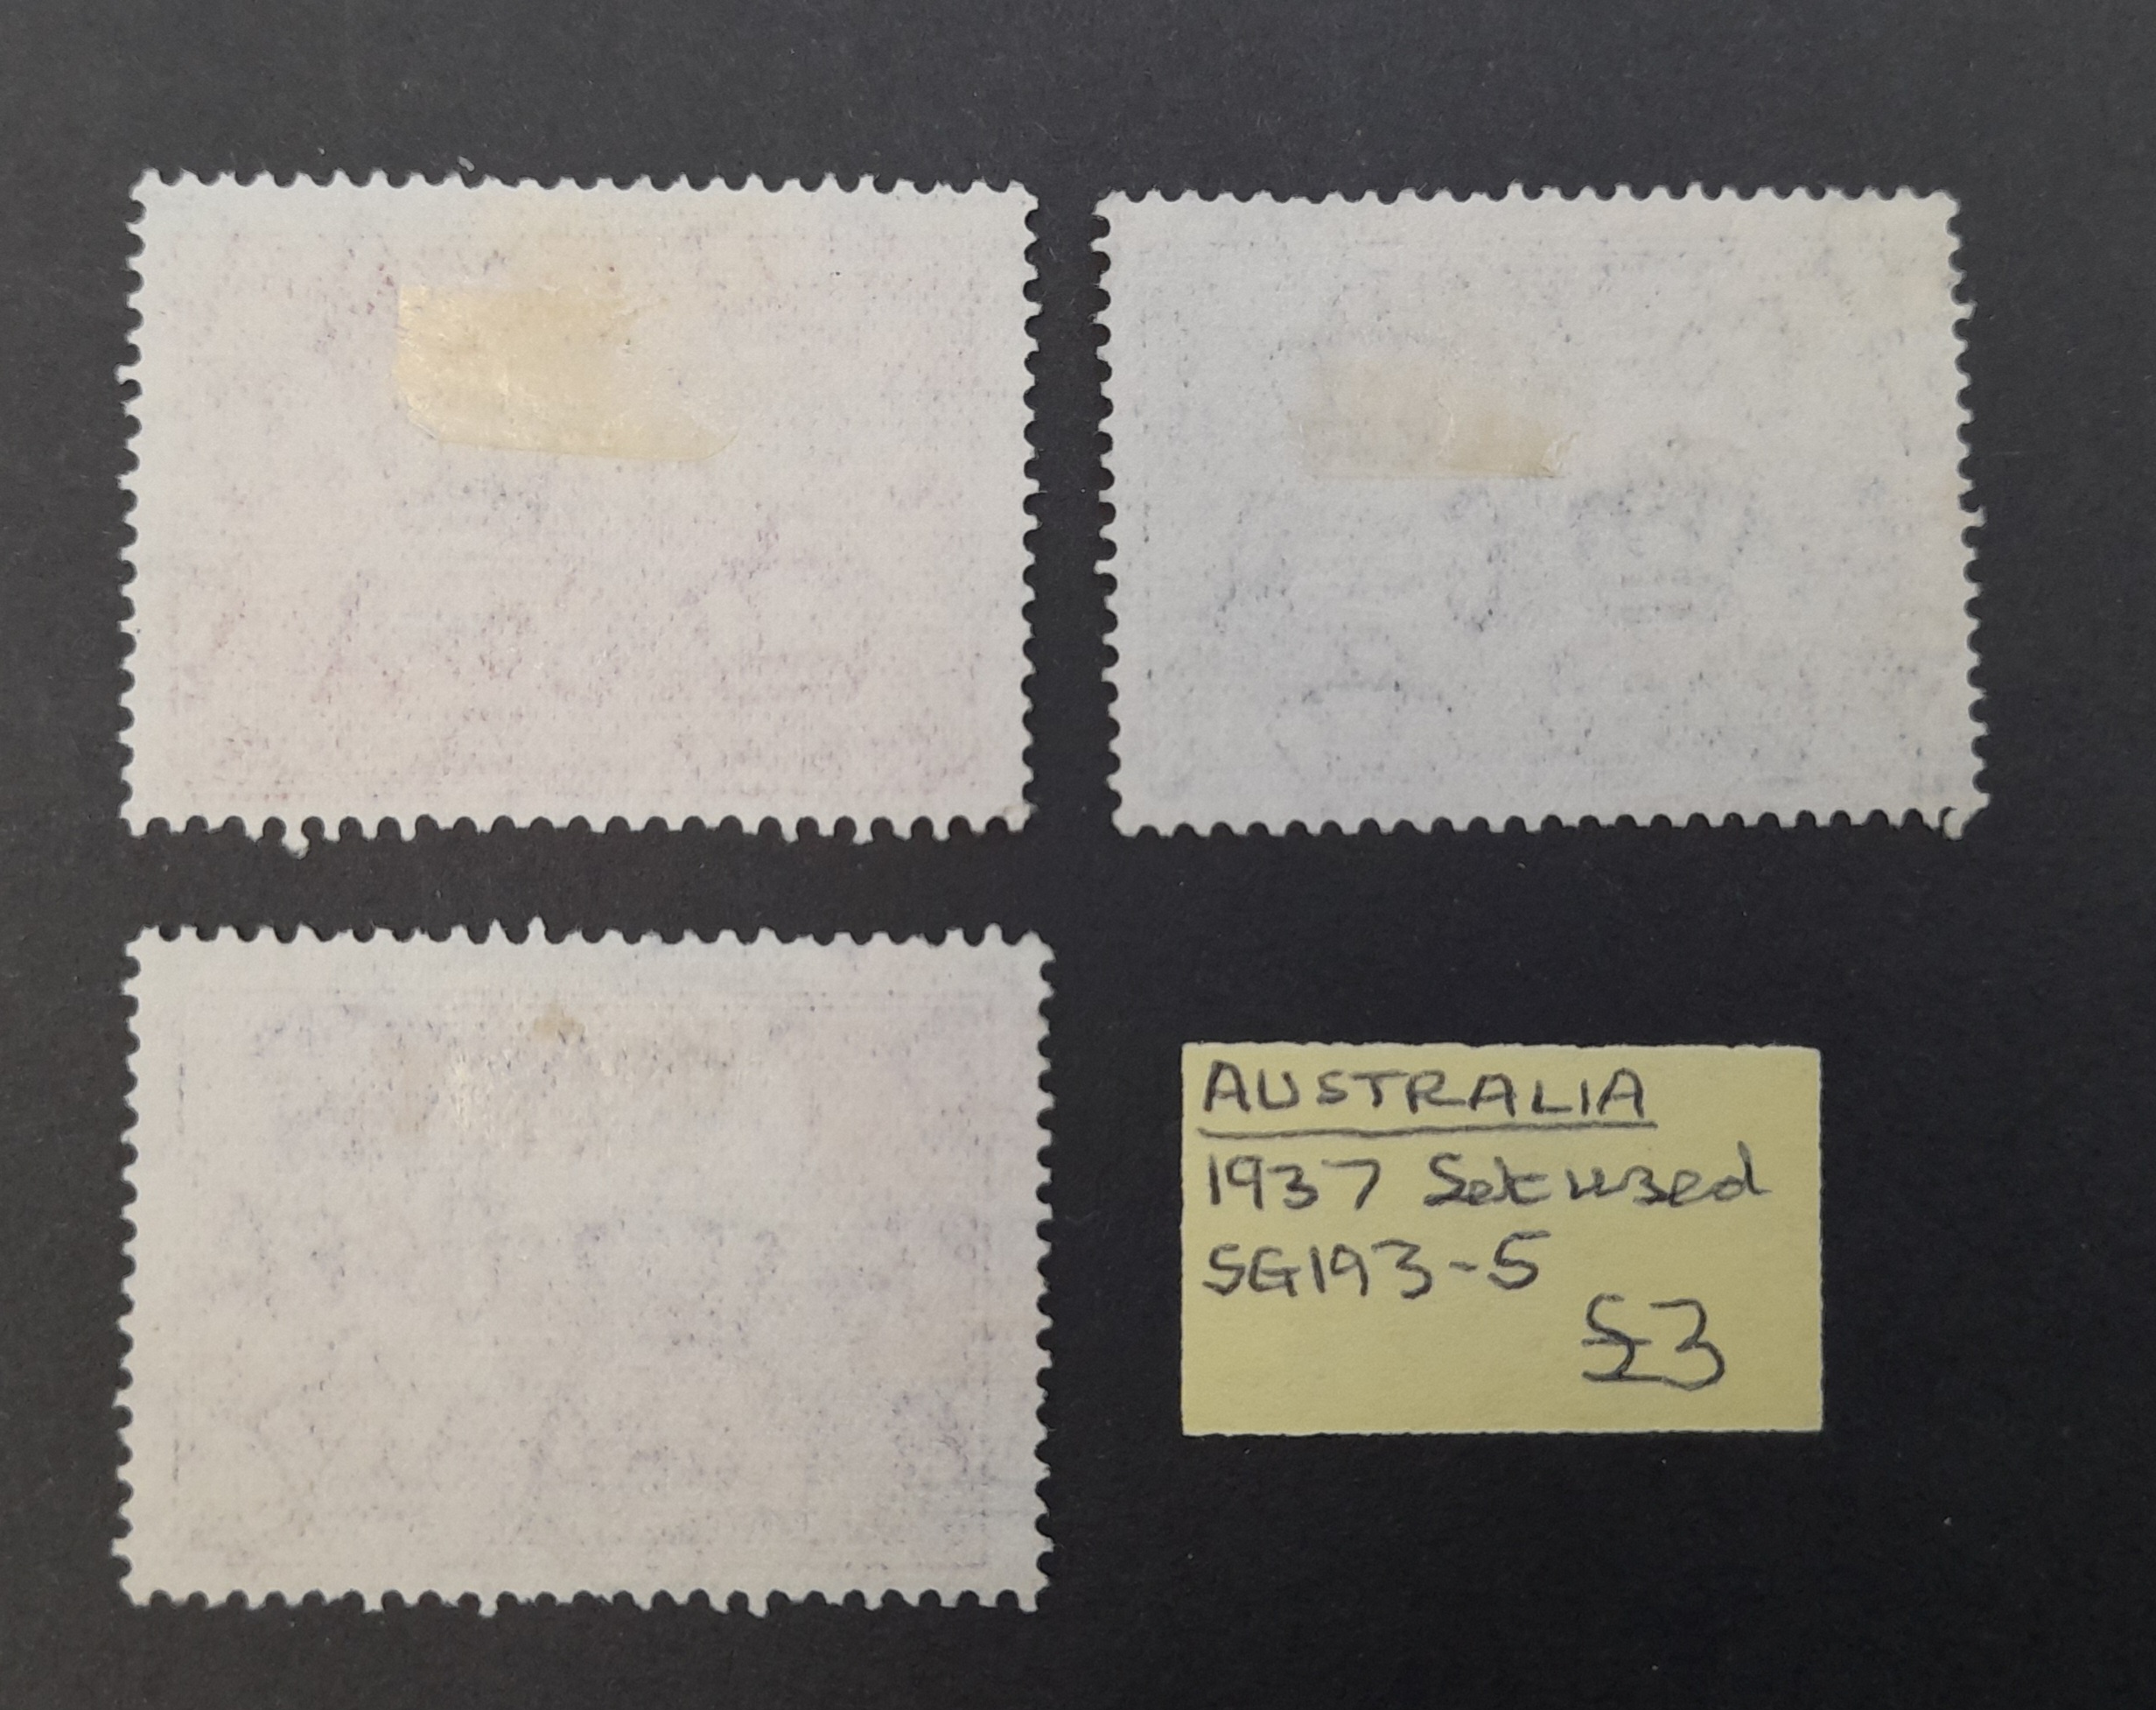 AUSTRALIA
1937 Set used
SG193-5
£3